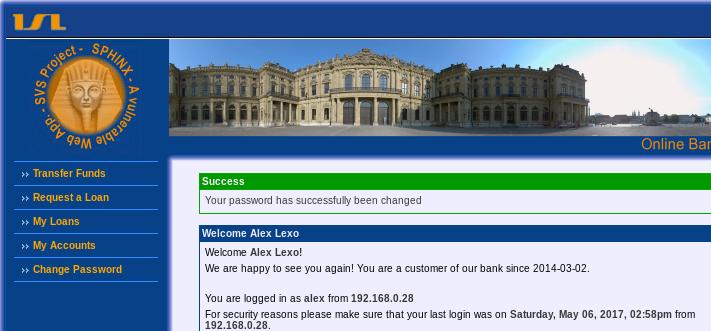 ISL
SVS Project - SPHINX - A vulnerable Web App. -
Online Ban
›› Transfer Funds
›› Request a Loan
›› My Loans
›› My Accounts
›› Change Password
Success
Your password has successfully been changed
Welcome Alex Lexo
Welcome Alex Lexo!
We are happy to see you again! You are a customer of our bank since 2014-03-02.
You are logged in as alex from 192.168.0.28
For security reasons please make sure that your last login was on Saturday, May 06, 2017, 02:58pm from
192.168.0.28.